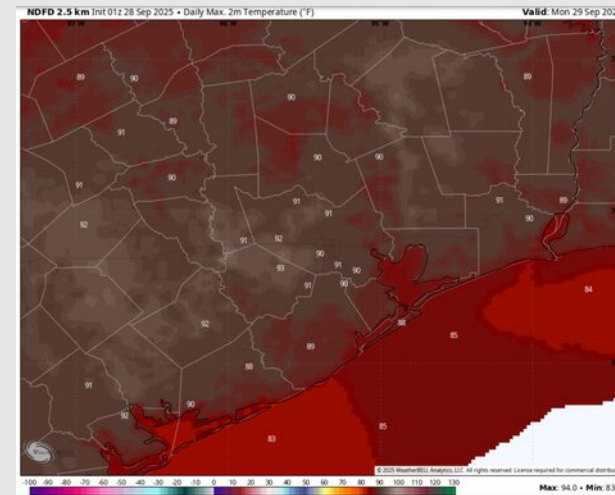 NDFD 2.5 km Init 01z 28 Sep 2025 • Daily Max. 2m Temperature (°F) Valid: Mon 29 Sep 202
89 90 89
90
89
91
90 90
90
91 91 91 89
92 91 90
91 92
93 90
91 90
91 90
84
92 88 85
89
88
91
92 90
83 85
© 2025 WeatherBELL Analytics, LLC. All rights reserved. License required for commercial distribut
-100 -90 -80 -70 -60 -50 -40 -30 -20 -10 0 10 20 30 40 50 60 70 80 90 100 110 120 130
Max: 94.0 • Min: 83